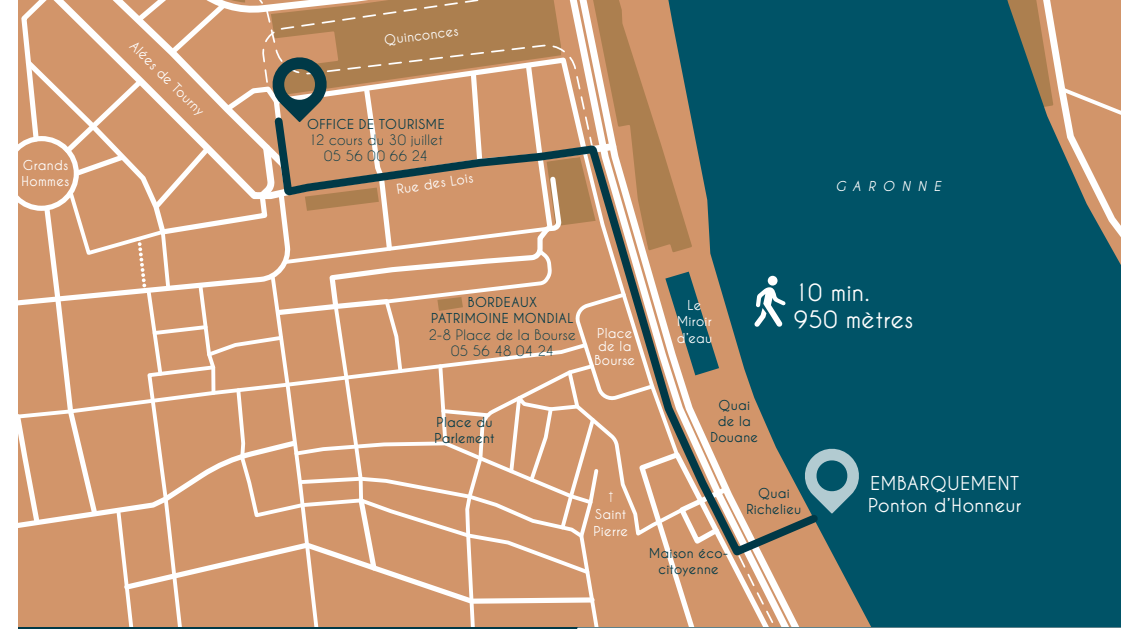 Quinconces
Alées de Tourny
OFFICE DE TOURISME
12 cours du 30 juillet
05 56 00 66 24
Grands
Hommes
Rue des Lois
GARONNE
10 min.
950 mètres
BORDEAUX
PATRIMOINE MONDIAL
2-8 Place de la Bourse
05 56 48 04 24
Le
Miroir
d'eau
Place
de la
Bourse
Quai
de la
Douane
Place du
Parlement
EMBARQUEMENT
Ponton d'Honneur
Quai
Richelieu
↑
Saint
Pierre
Maison éco-
citoyenne